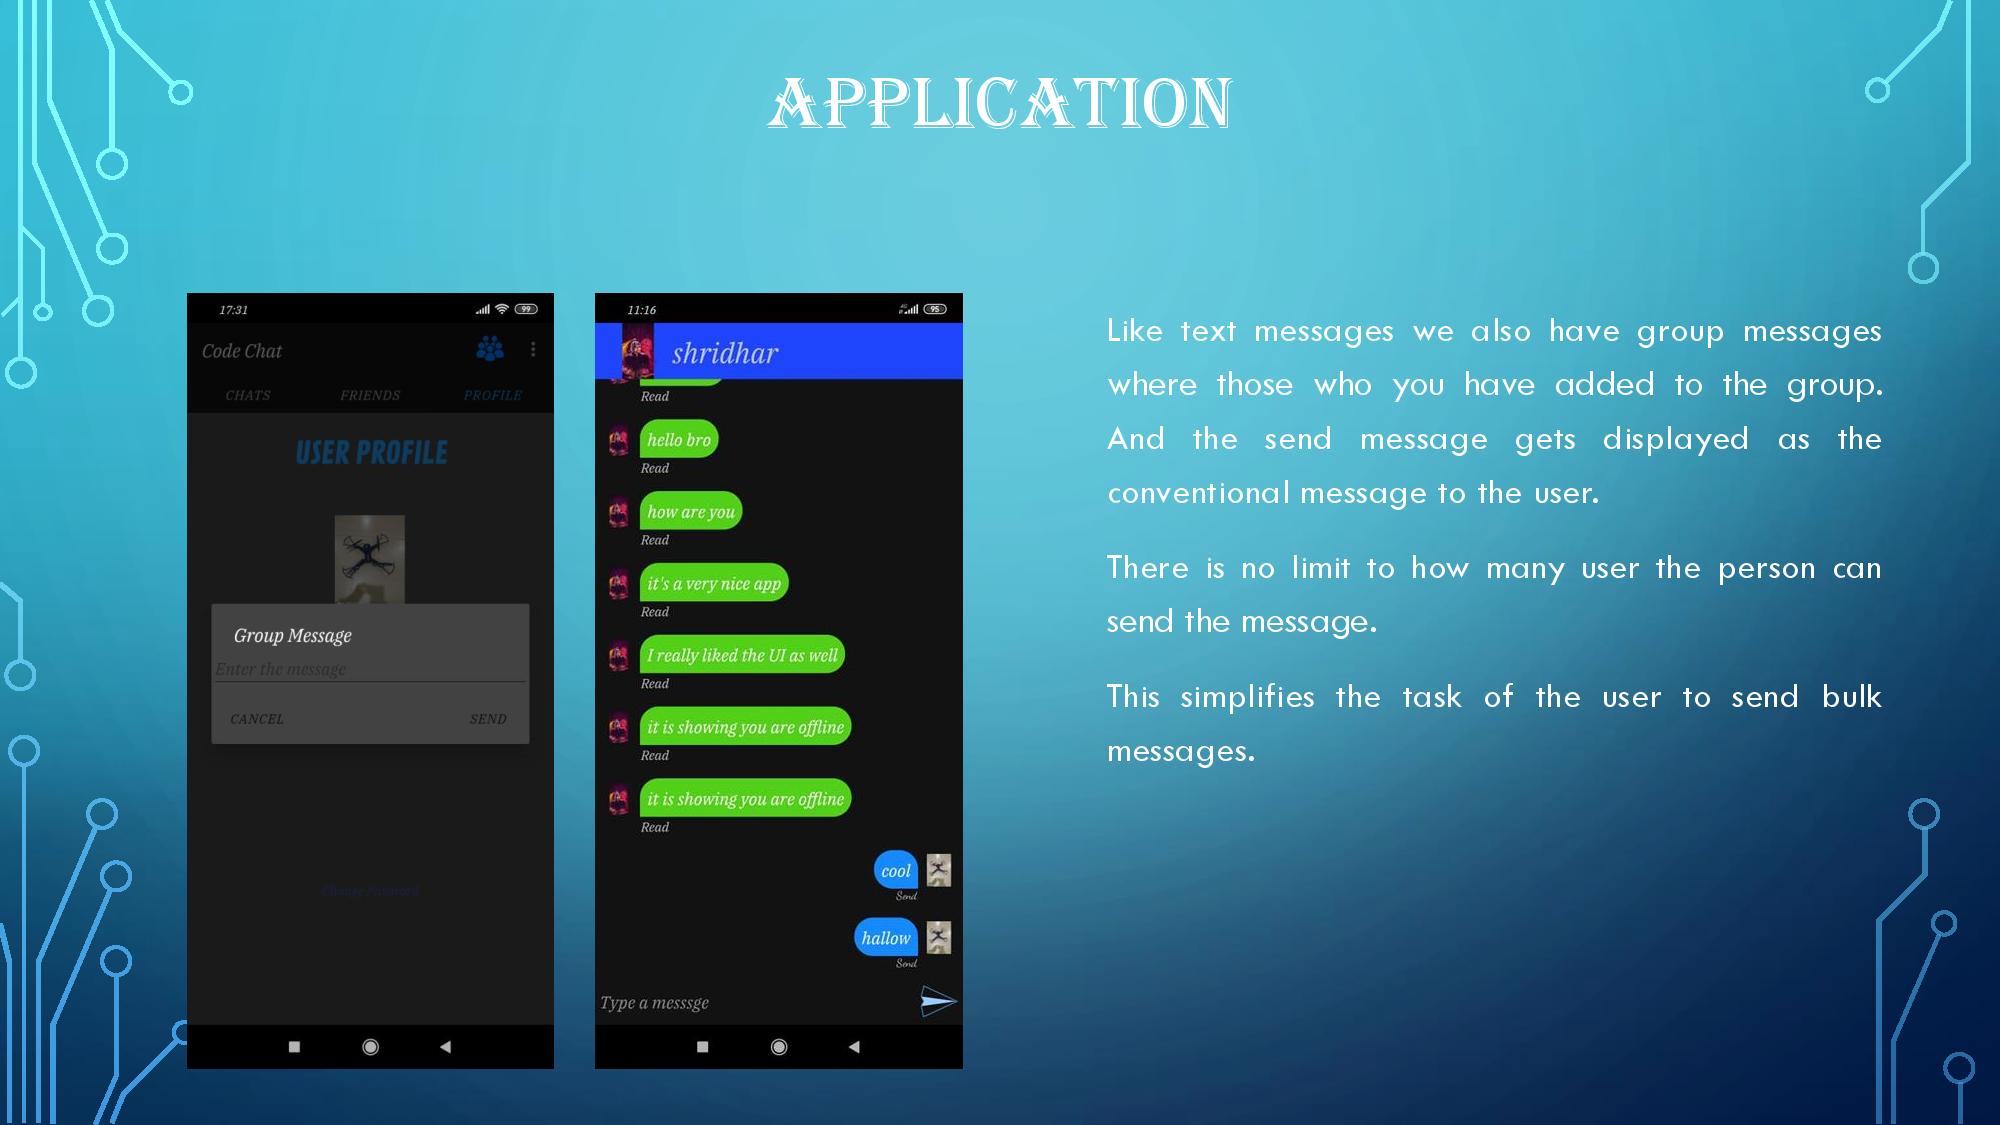 APPLICATION
17:31
99
Code Chat
CHATS FRIENDS PROFILE
USER PROFILE
Group Message
Enter the message
CANCEL SEND
Change Password
11:16
4G
95
shridhar
Read
hello bro
Read
how are you
Read
it's a very nice app
Read
I really liked the UI as well
Read
it is showing you are offline
Read
it is showing you are offline
Read
cool
Send
hallow
Send
Type a messsge
Like text messages we also have group messages
where those who you have added to the group.
And the send message gets displayed as the
conventional message to the user.
There is no limit to how many user the person can
send the message.
This simplifies the task of the user to send bulk
messages.